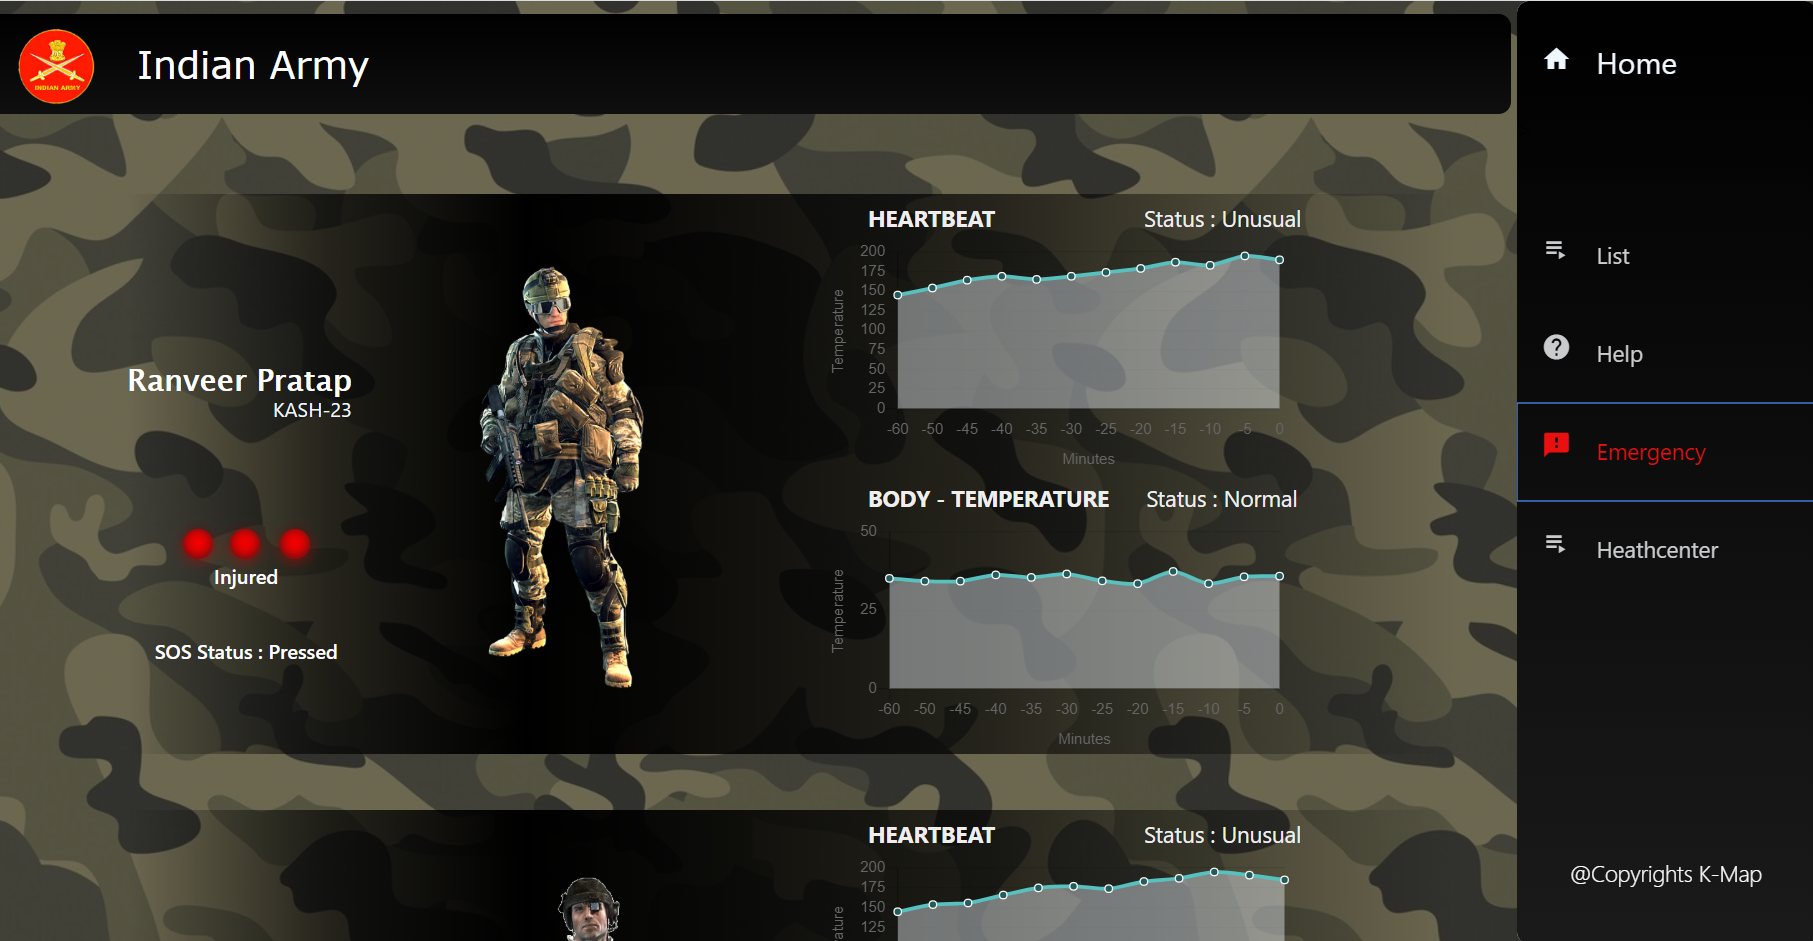 INDIAN ARMY
Indian Army
Home
List
Help
Emergency
Heathcenter
@Copyrights K-Map
Ranveer Pratap
KASH-23
Injured
SOS Status : Pressed
HEARTBEAT Status : Unusual
200
175
150
125
100
75
50
25
0
Temperature
-60 -50 -45 -40 -35 -30 -25 -20 -15 -10 -5 0
Minutes
BODY - TEMPERATURE Status : Normal
50
25
0
Temperature
-60 -50 -45 -40 -35 -30 -25 -20 -15 -10 -5 0
Minutes
HEARTBEAT Status : Unusual
200
175
150
125